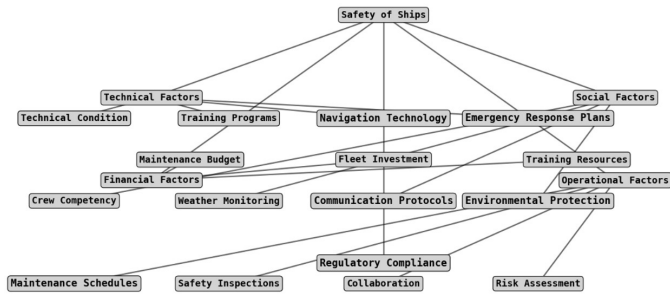 Safety of Ships
Technical Factors
Social Factors
Technical Condition
Training Programs
Navigation Technology
Emergency Response Plans
Maintenance Budget
Fleet Investment
Training Resources
Financial Factors
Operational Factors
Crew Competency
Weather Monitoring
Communication Protocols
Environmental Protection
Regulatory Compliance
Maintenance Schedules
Safety Inspections
Collaboration
Risk Assessment